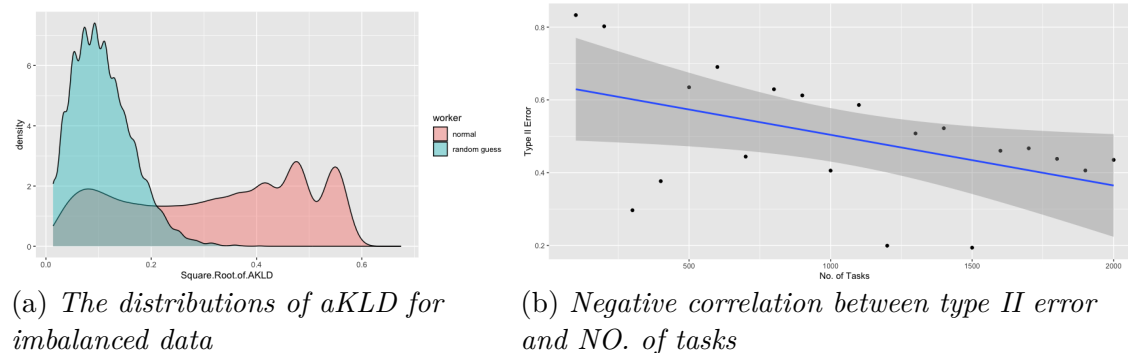 6
4
2
0
density
0.0
0.2
0.4
0.6
Square.Root.of.AKLD
worker
normal
random guess
0.8
0.6
0.4
0.2
Type II Error
500
1000
1500
2000
No. of Tasks
(a) The distributions of aKLD for
imbalanced data
(b) Negative correlation between type II error
and NO. of tasks